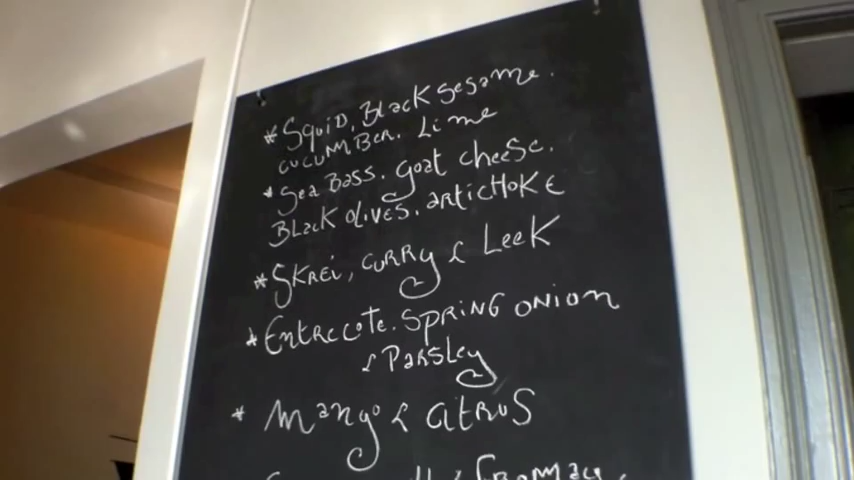 * Squid. Black sesame.
cucumber. Lime
* Sea Bass. goat cheese.
Black olives. artichoke
* Skrei, curry & Leek
* Entrecote. Spring onion
& Parsley
* Mango & citrus